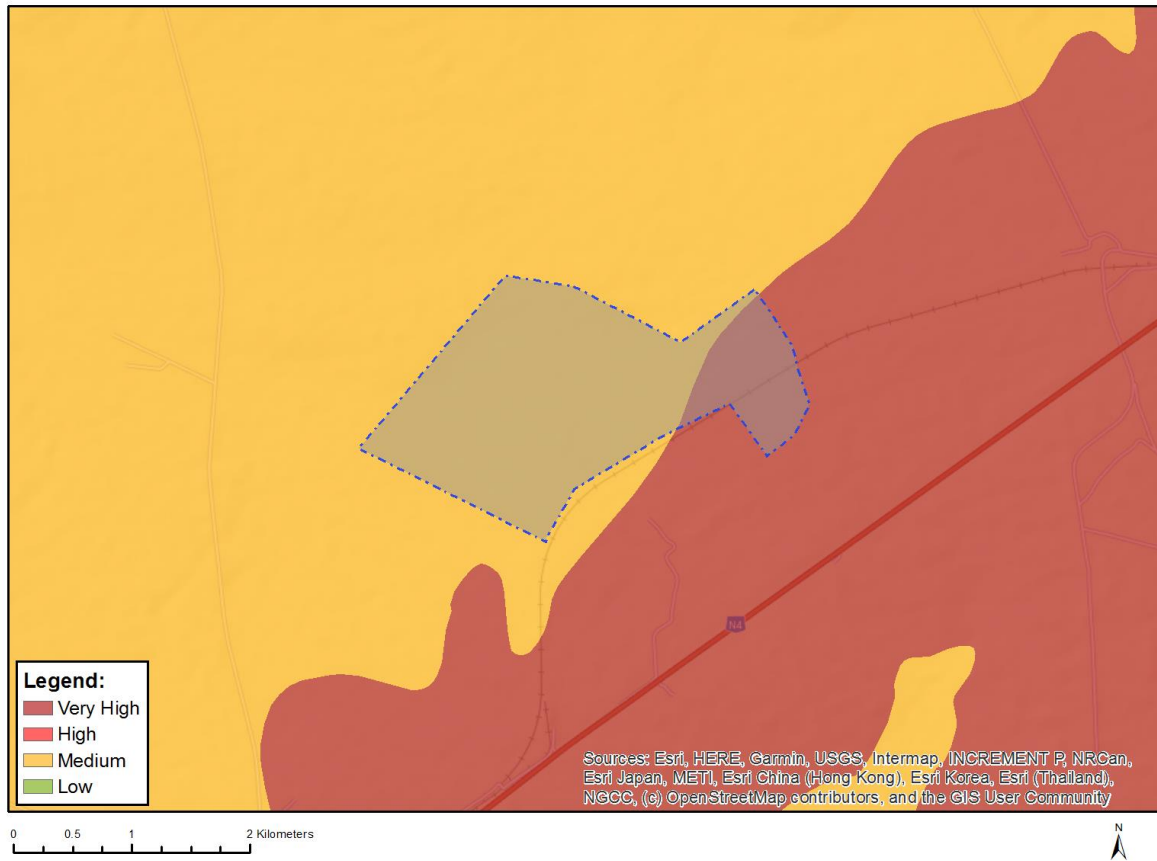 N4
Legend:
Very High
High
Medium
Low
Sources: Esri, HERE, Garmin, USGS, Intermap, INCREMENT P, NRCan,
Esri Japan, METI, Esri China (Hong Kong), Esri Korea, Esri (Thailand),
NGCC, (c) OpenStreetMap contributors, and the GIS User Community
0 0.5 1 2 Kilometers
N